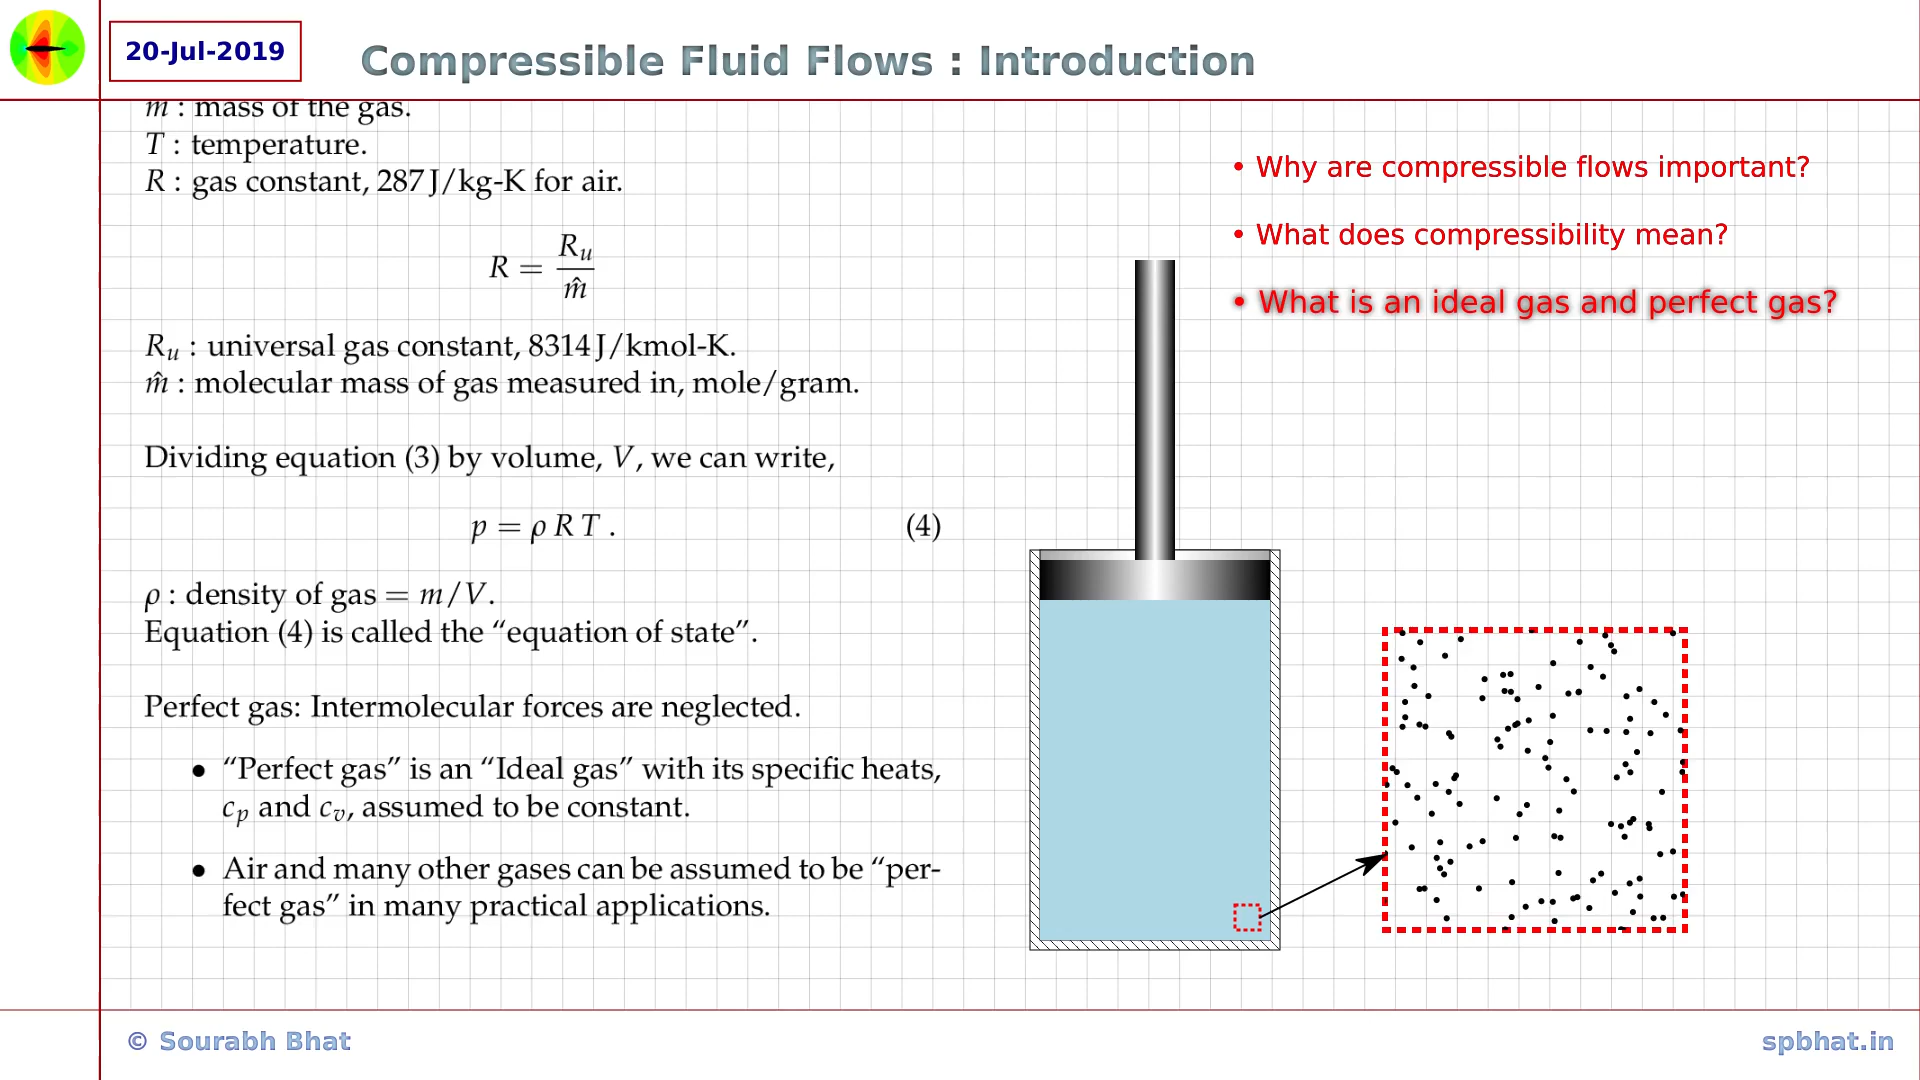 20-Jul-2019
Compressible Fluid Flows : Introduction
m : mass of the gas.
T : temperature.
R : gas constant, 287 J/kg-K for air.
R = R_u / m̂
R_u : universal gas constant, 8314 J/kmol-K.
m̂ : molecular mass of gas measured in, mole/gram.
Dividing equation (3) by volume, V, we can write,
p = ρ R T . (4)
ρ : density of gas = m/V.
Equation (4) is called the “equation of state”.
Perfect gas: Intermolecular forces are neglected.
• “Perfect gas” is an “Ideal gas” with its specific heats,
c_p and c_v, assumed to be constant.
• Air and many other gases can be assumed to be “per-
fect gas” in many practical applications.
• Why are compressible flows important?
• What does compressibility mean?
• What is an ideal gas and perfect gas?
© Sourabh Bhat
spbhat.in